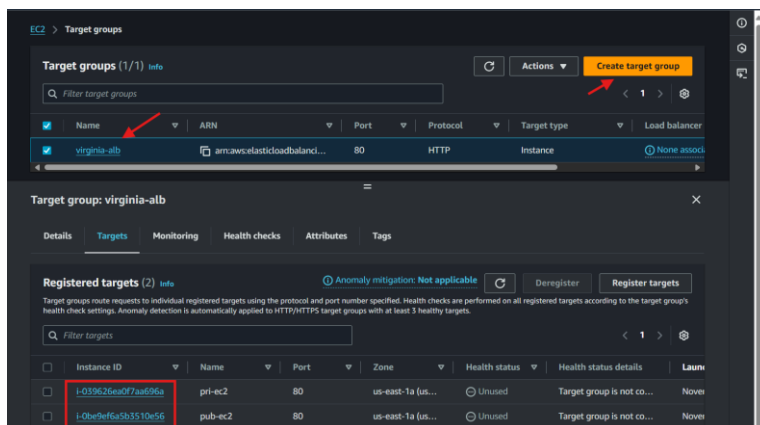 EC2 > Target groups
Target groups (1/1) Info
Actions
Create target group
Filter target groups
1
Name ARN Port Protocol Target type Load balancer
virginia-alb arn:aws:elasticloadbalanci... 80 HTTP Instance None associ
Target group: virginia-alb
Details Targets Monitoring Health checks Attributes Tags
Registered targets (2) Info
Anomaly mitigation: Not applicable
Deregister
Register targets
Target groups route requests to individual registered targets using the protocol and port number specified. Health checks are performed on all registered targets according to the target group's
health check settings. Anomaly detection is automatically applied to HTTP/HTTPS target groups with at least 3 healthy targets.
Filter targets
1
Instance ID Name Port Zone Health status Health status details Laun
i-039626ea0f7aa696a pri-ec2 80 us-east-1a (us... Unused Target group is not co... Nover
i-0be9ef6a5b3510e56 pub-ec2 80 us-east-1a (us... Unused Target group is not co... Nover